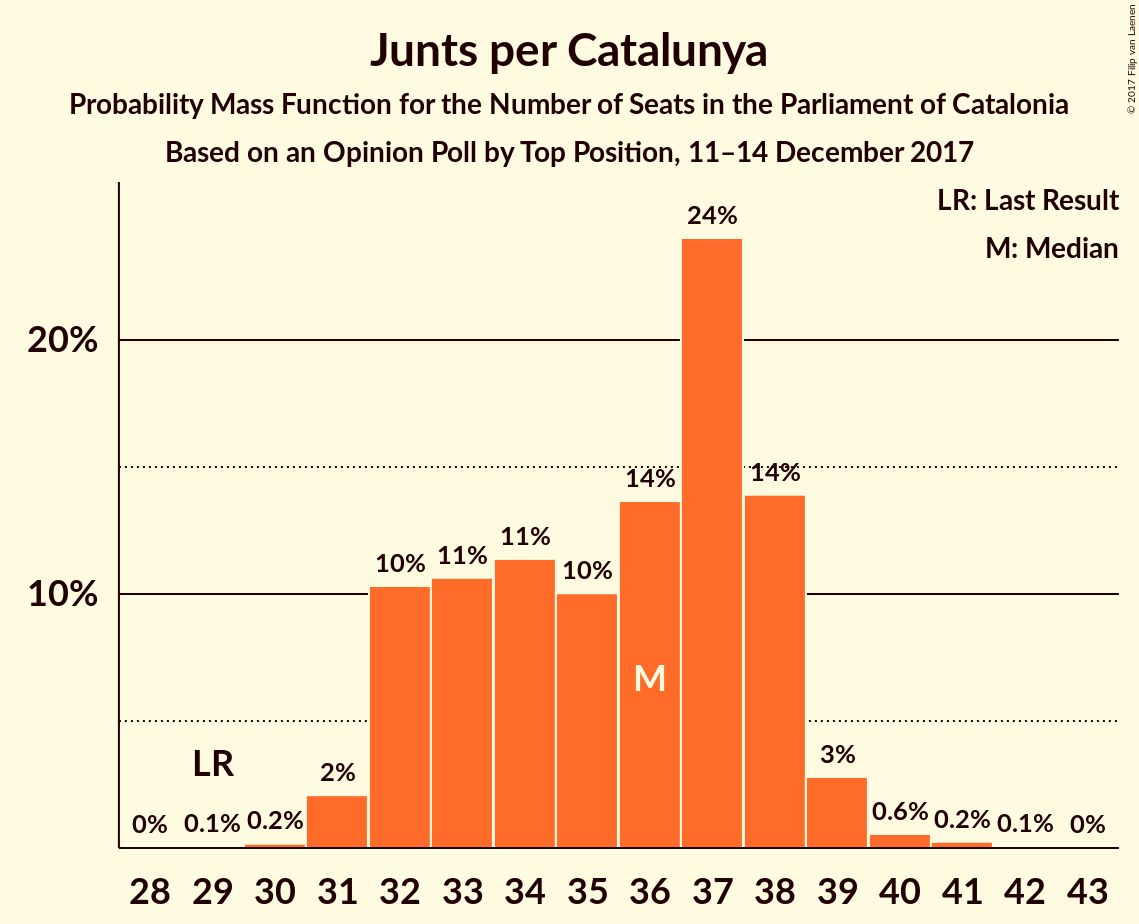 Junts per Catalunya
Probability Mass Function for the Number of Seats in the Parliament of Catalonia
Based on an Opinion Poll by Top Position, 11–14 December 2017
© 2017 Filip van Laenen
LR: Last Result
M: Median
24%
20%
14%
14%
11%
11%
10%
10%
10%
M
LR
3%
2%
0%
0.1%
0.2%
0.6%
0.2%
0.1%
0%
28 29 30 31 32 33 34 35 36 37 38 39 40 41 42 43